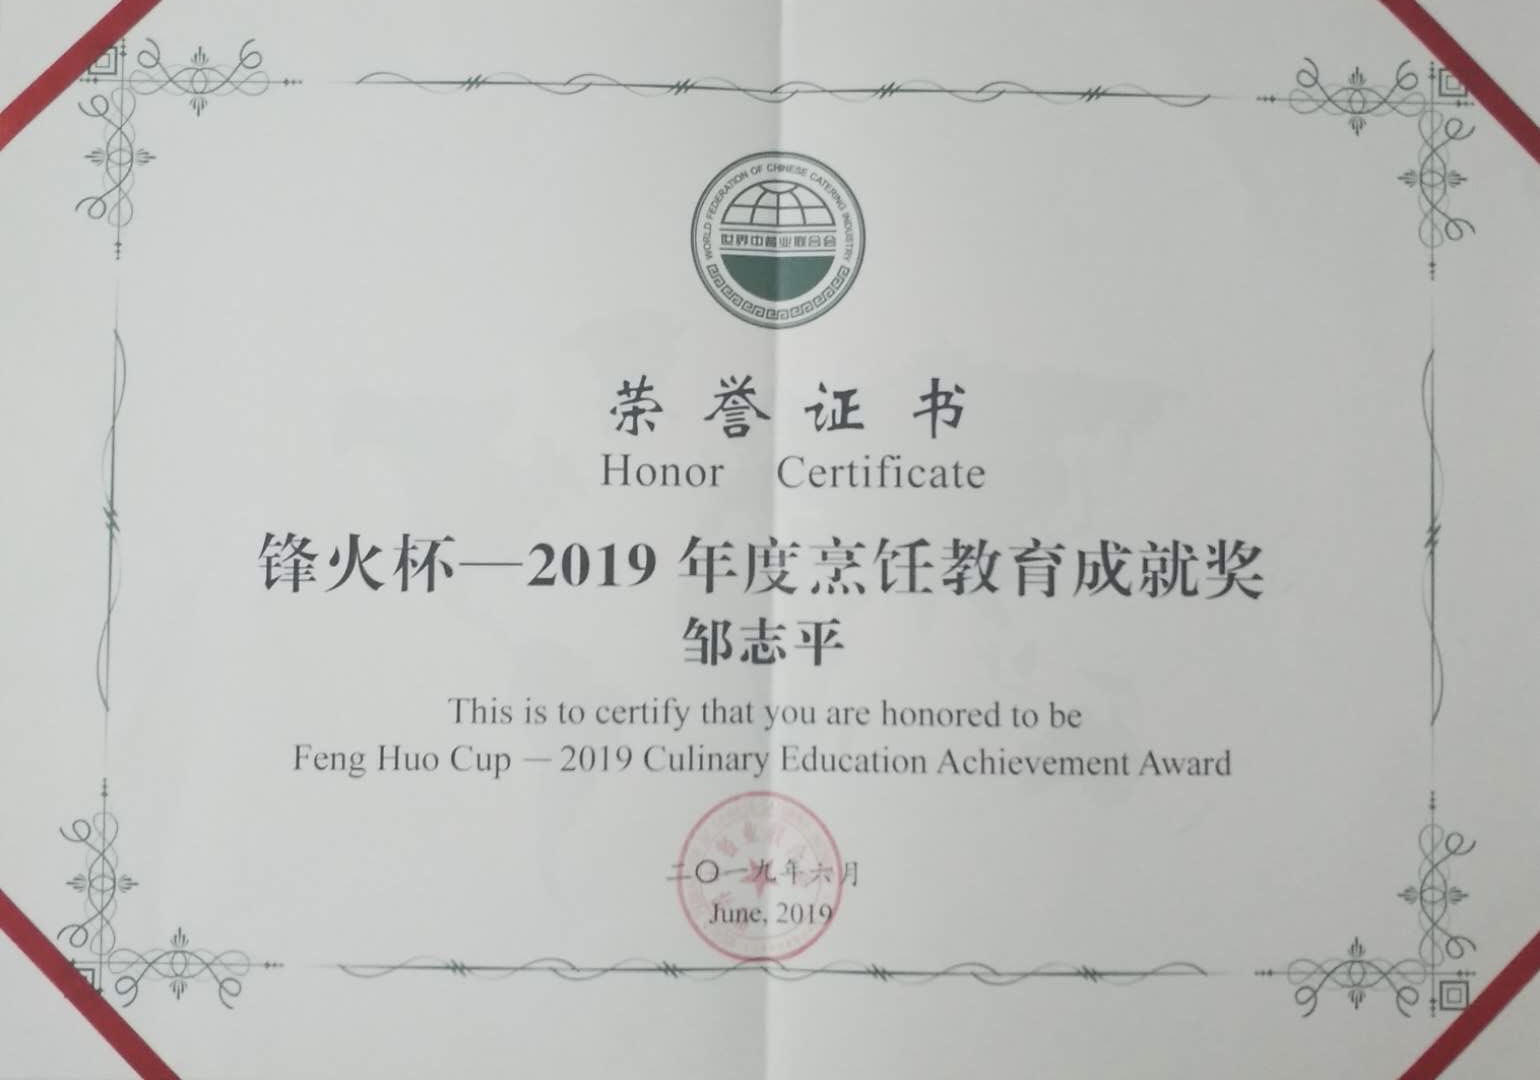 WORLD FEDERATION OF CHINESE CATERING INDUSTRY
世界中餐业联合会
荣誉证书
Honor Certificate
锋火杯—2019 年度烹饪教育成就奖
邹志平
This is to certify that you are honored to be
Feng Huo Cup — 2019 Culinary Education Achievement Award
二〇一九年六月
June, 2019